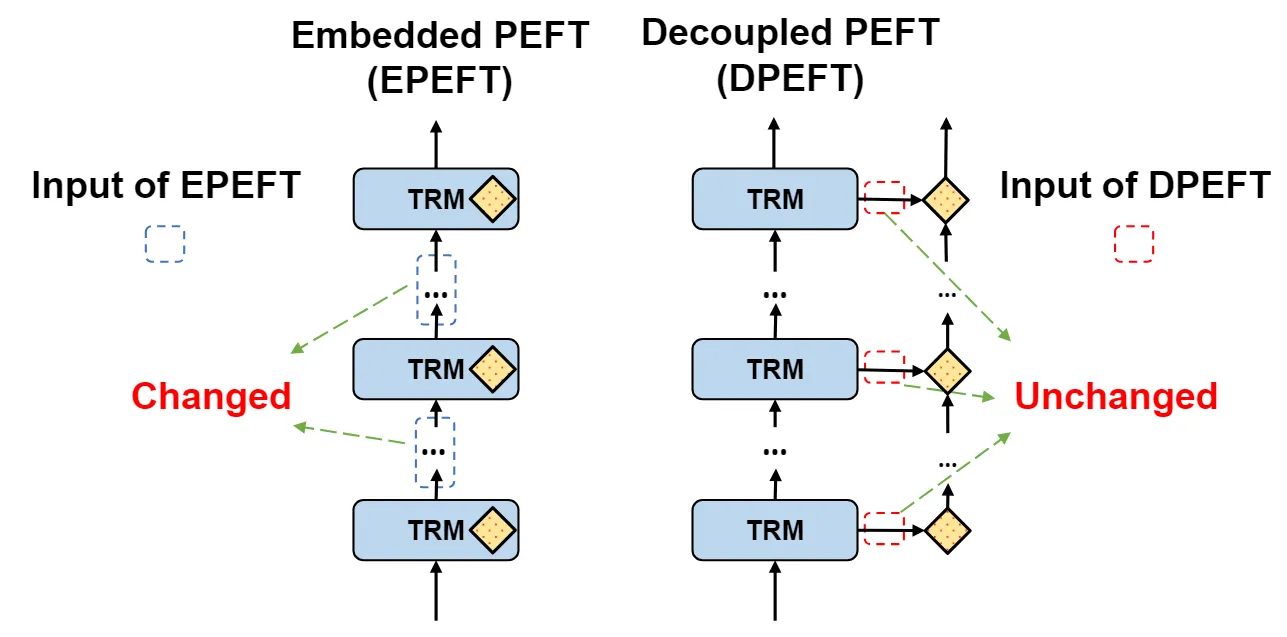 Embedded PEFT
(EPEFT)
Decoupled PEFT
(DPEFT)
Input of EPEFT
Input of DPEFT
TRM
TRM
...
...
...
TRM
TRM
Changed
Unchanged
...
...
...
TRM
TRM